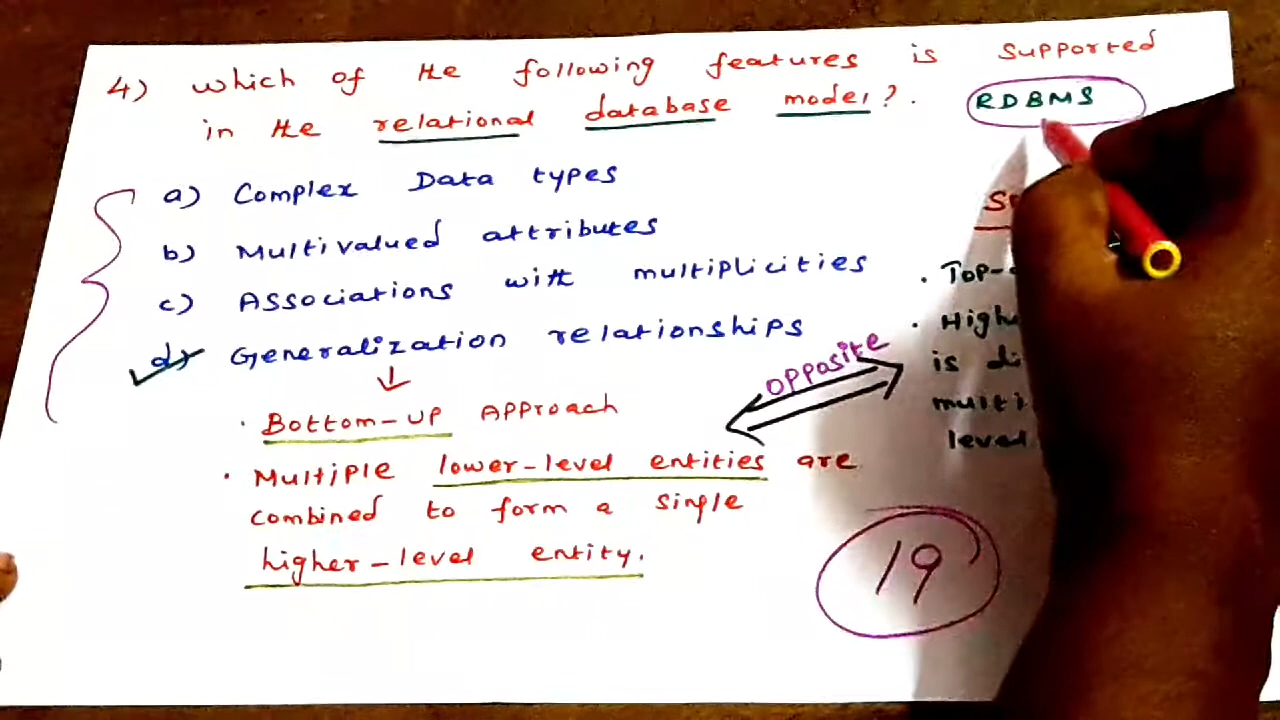 4) which of the following features is supported
in the relational database model?. RDBMS
a) Complex Data types
b) Multivalued attributes
c) Associations with multiplicities
d) Generalization relationships
opposite
• Bottom-up Approach
• Multiple lower-level entities are
combined to form a single
higher-level entity.
• Top-
• High
is
level
19